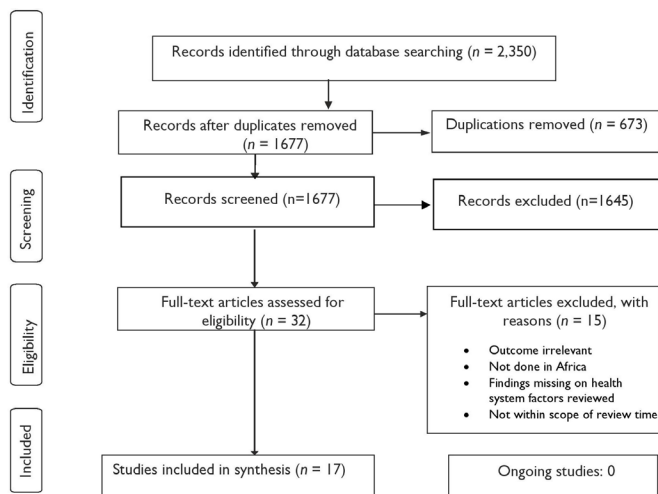 Identification
Records identified through database searching (n = 2,350)
Records after duplicates removed
(n = 1677)
Duplications removed (n = 673)
Screening
Records screened (n=1677)
Records excluded (n=1645)
Eligibility
Full-text articles assessed for
eligibility (n = 32)
Full-text articles excluded, with
reasons (n = 15)
• Outcome irrelevant
• Not done in Africa
• Findings missing on health
system factors reviewed
• Not within scope of review time
Included
Studies included in synthesis (n = 17)
Ongoing studies: 0